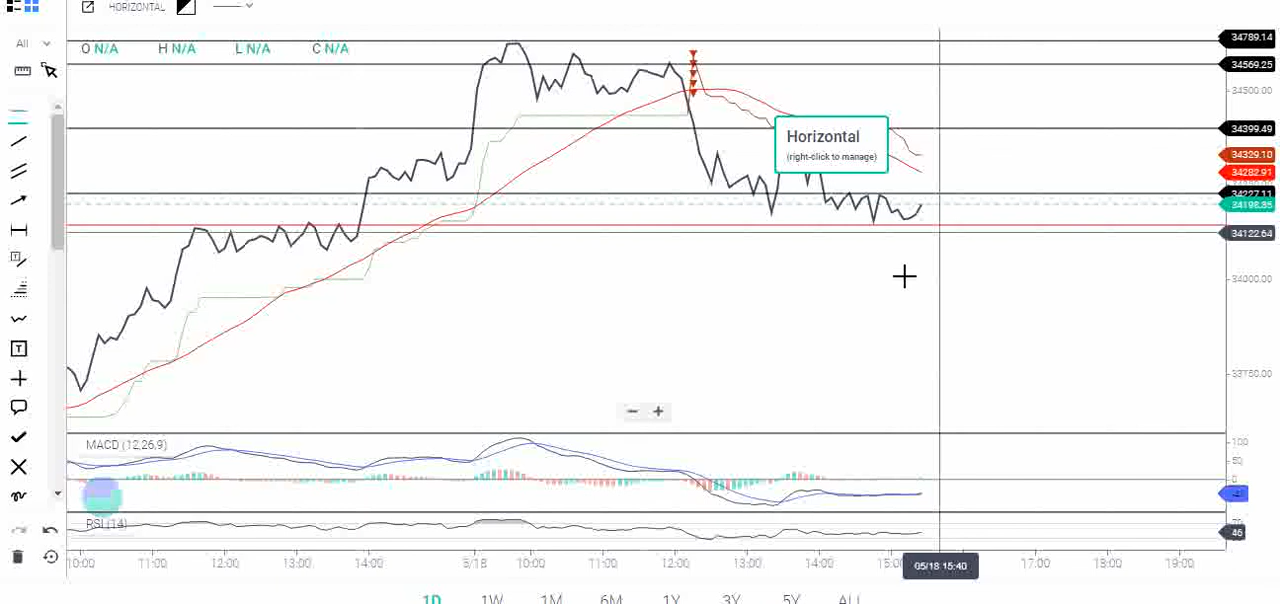 HORIZONTAL
All
O N/A H N/A L N/A C N/A
34789.14
34569.25
34500.00
34399.49
34329.10
34282.91
34227.11
34198.35
34122.64
34000.00
Horizontal
(right-click to manage)
MACD (12,26,9)
100
50
0
RSI (14)
46
10:00 11:00 12:00 13:00 14:00 5/18 10:00 11:00 12:00 13:00 14:00 15:00 05/18 15:40 17:00 18:00 19:00
1D 1W 1M 6M 1Y 3Y 5Y ALL